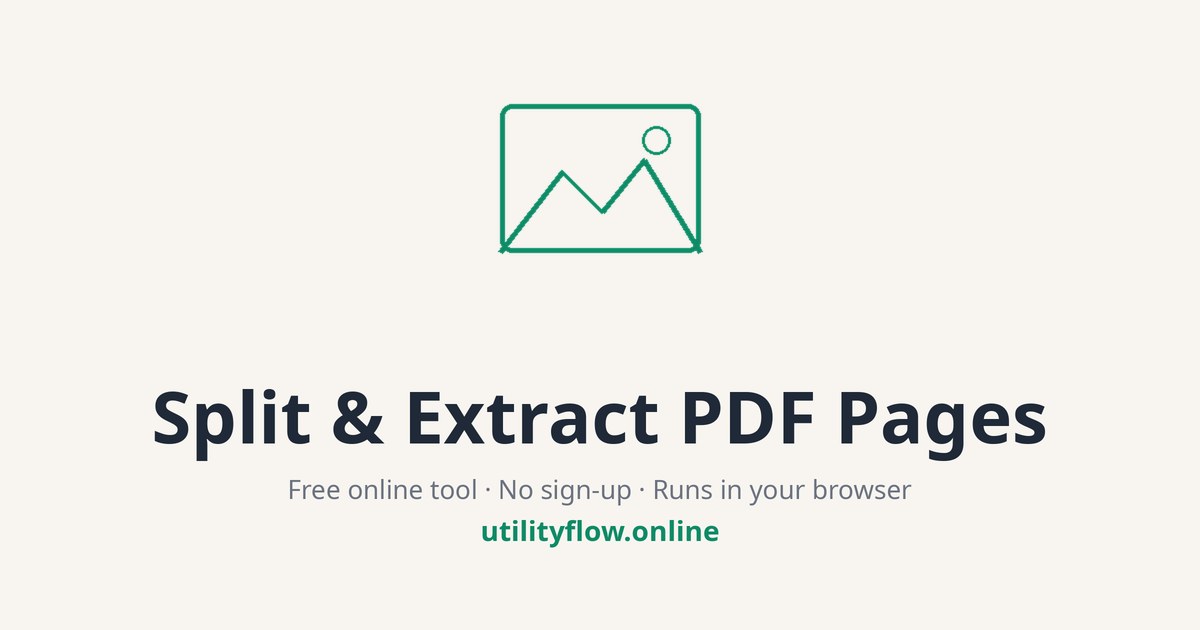 Split & Extract PDF Pages
Free online tool · No sign-up · Runs in your browser
utilityflow.online